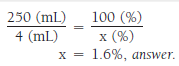 250 (mL) / 4 (mL) = 100 (%) / x (%)
x = 1.6%, answer.